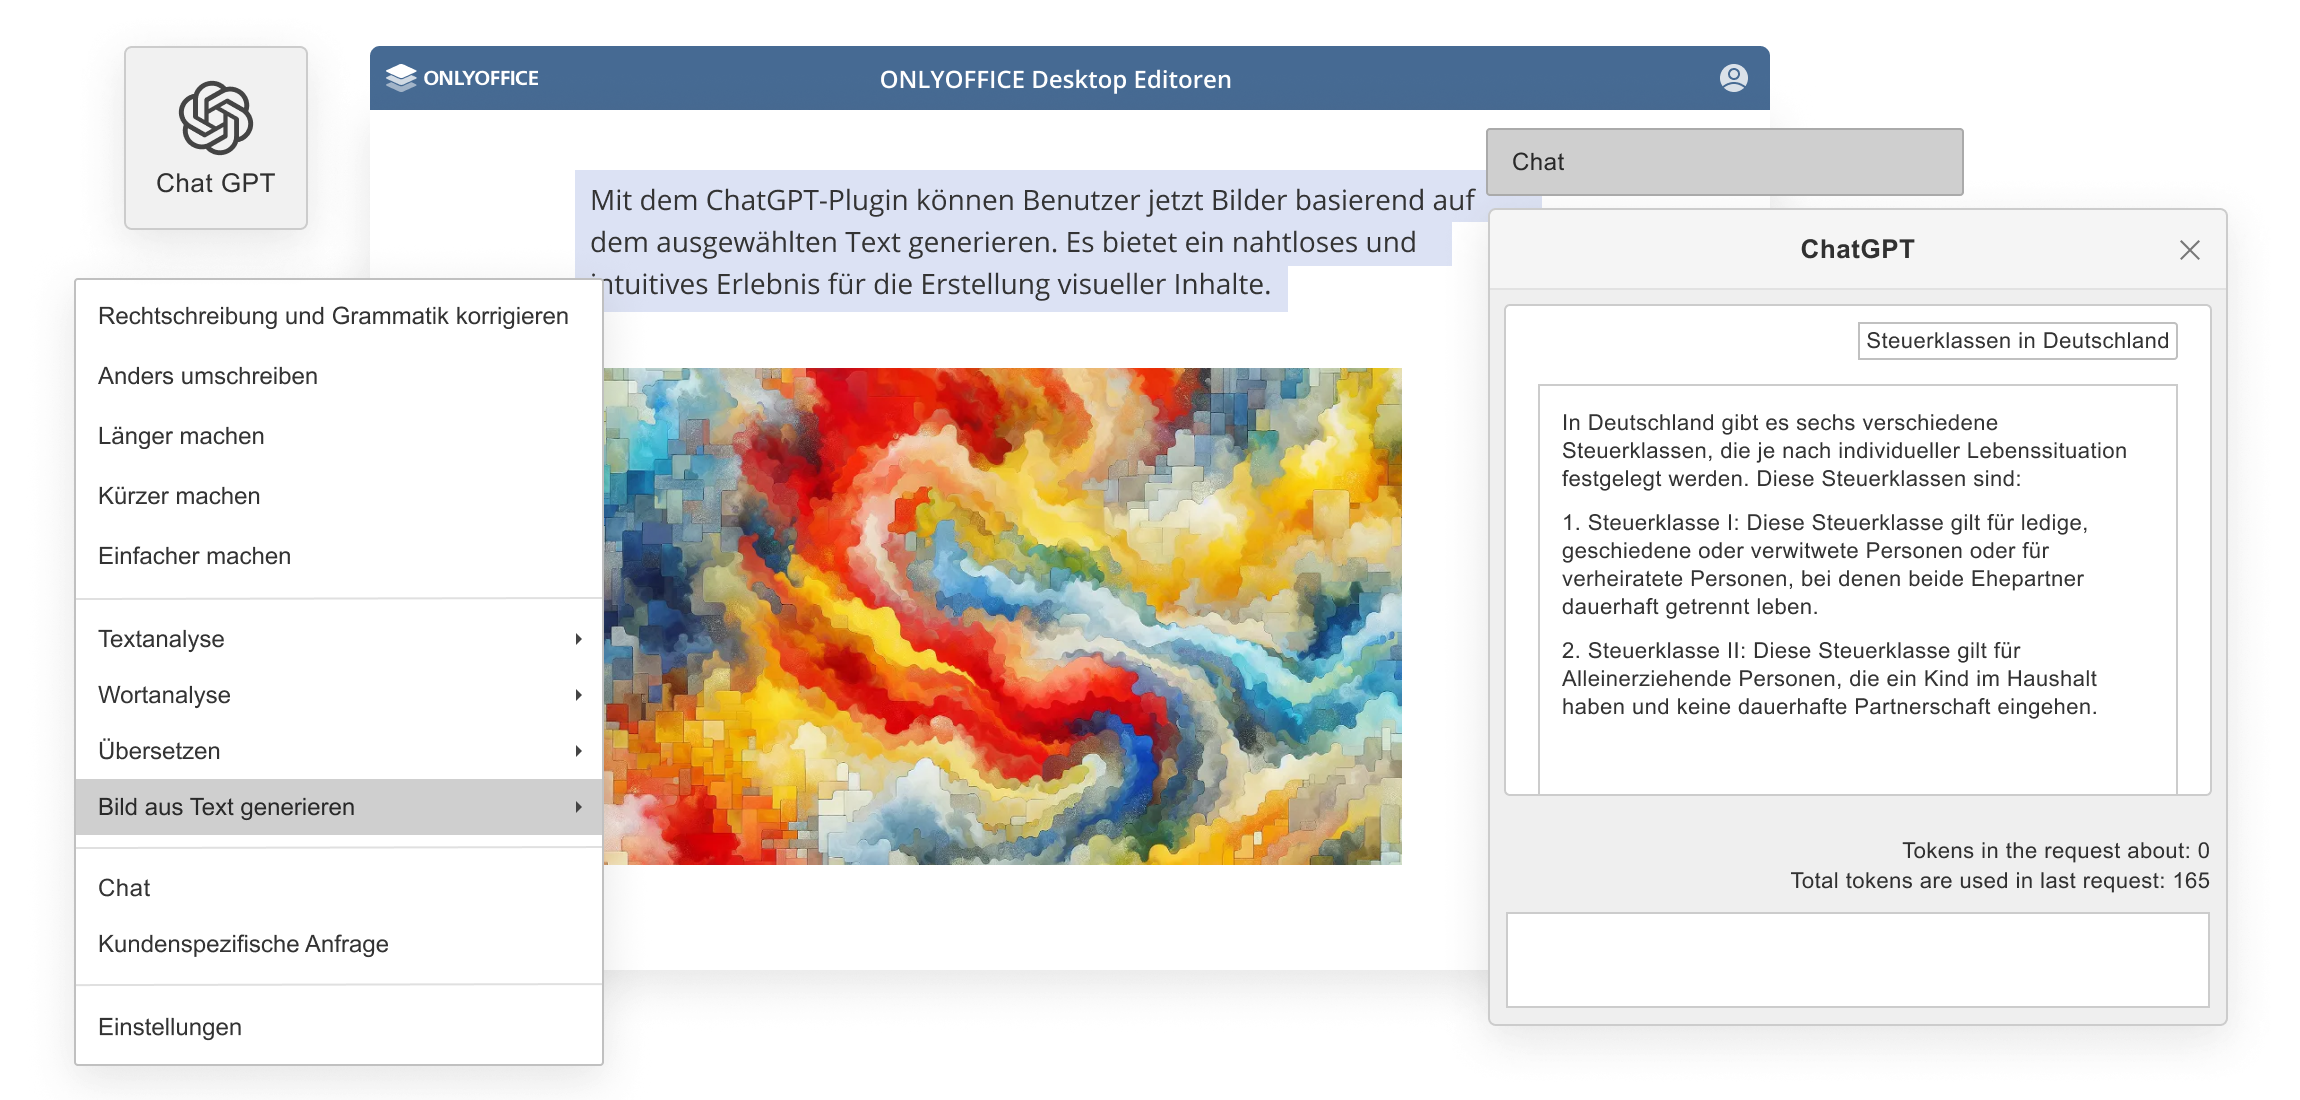 Chat GPT
ONLYOFFICE
ONLYOFFICE Desktop Editoren
Mit dem ChatGPT-Plugin können Benutzer jetzt Bilder basierend auf
dem ausgewählten Text generieren. Es bietet ein nahtloses und
intuitives Erlebnis für die Erstellung visueller Inhalte.
Rechtschreibung und Grammatik korrigieren
Anders umschreiben
Länger machen
Kürzer machen
Einfacher machen
Textanalyse
Wortanalyse
Übersetzen
Bild aus Text generieren
Chat
Kundenspezifische Anfrage
Einstellungen
Chat
ChatGPT
Steuerklassen in Deutschland
In Deutschland gibt es sechs verschiedene
Steuerklassen, die je nach individueller Lebenssituation
festgelegt werden. Diese Steuerklassen sind:
1. Steuerklasse I: Diese Steuerklasse gilt für ledige,
geschiedene oder verwitwete Personen oder für
verheiratete Personen, bei denen beide Ehepartner
dauerhaft getrennt leben.
2. Steuerklasse II: Diese Steuerklasse gilt für
Alleinerziehende Personen, die ein Kind im Haushalt
haben und keine dauerhafte Partnerschaft eingehen.
Tokens in the request about: 0
Total tokens are used in last request: 165